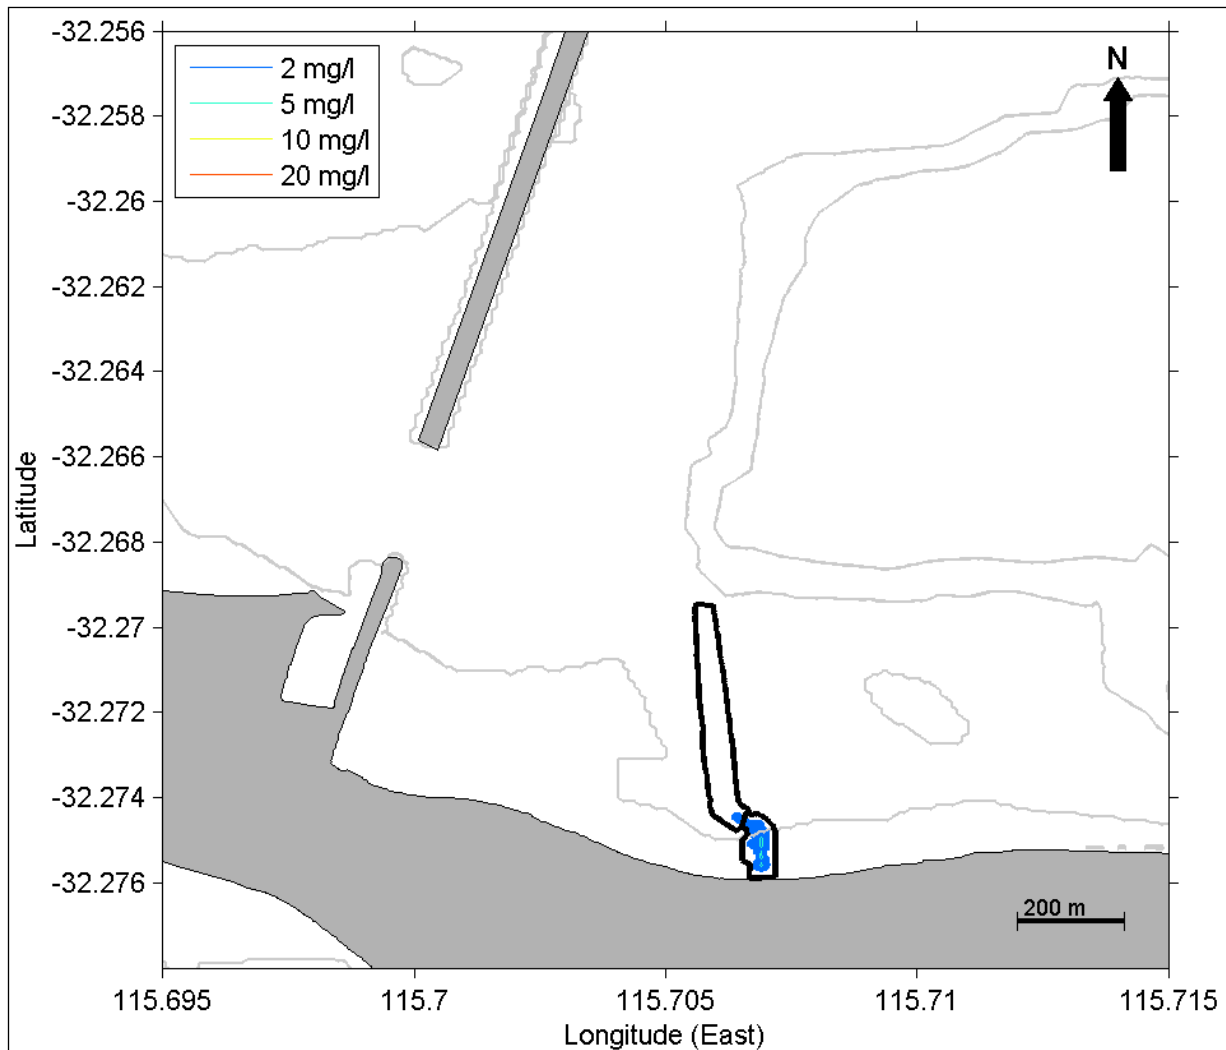 2 mg/l
5 mg/l
10 mg/l
20 mg/l
N
-32.256
-32.258
-32.26
-32.262
-32.264
-32.266
-32.268
-32.27
-32.272
-32.274
-32.276
Latitude
200 m
115.695
115.7
115.705
115.71
115.715
Longitude (East)